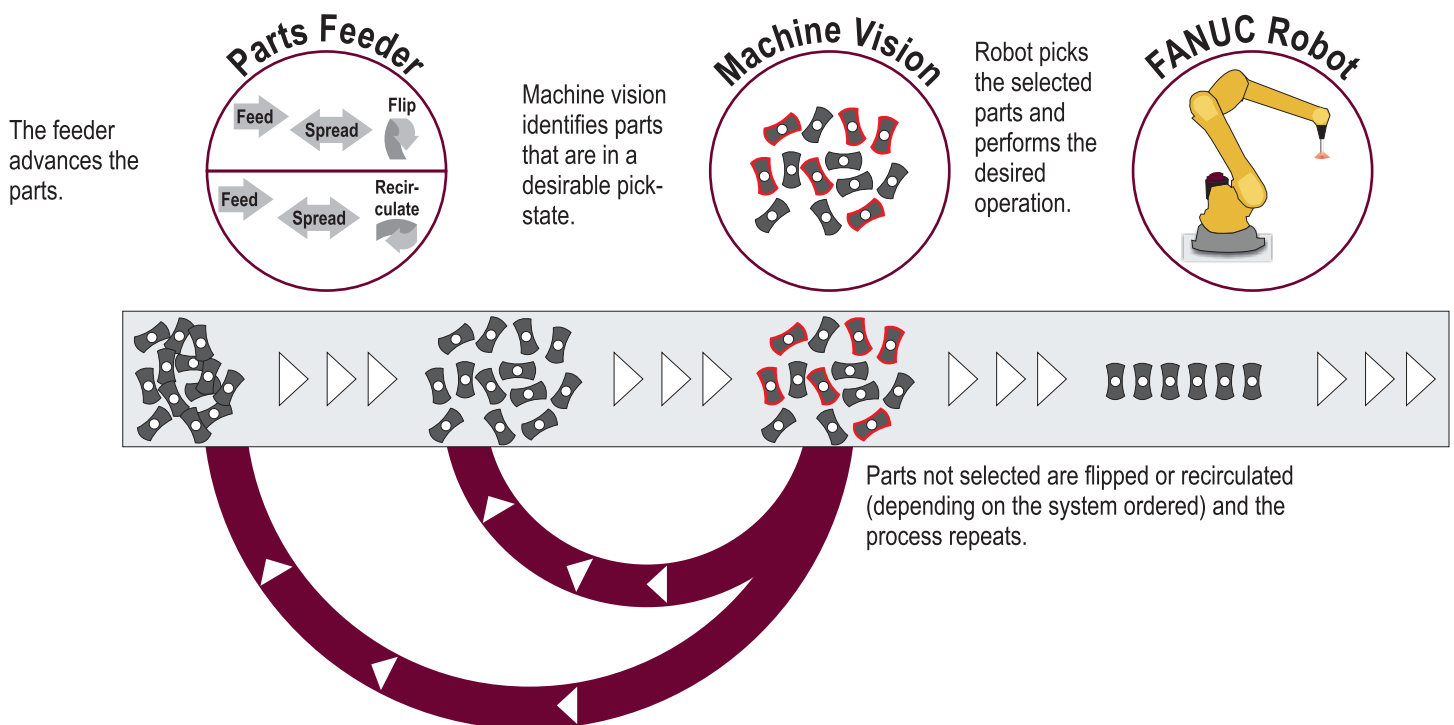 Parts Feeder
Feed
Spread
Flip
Feed
Spread
Recir-
culate
The feeder
advances the
parts.
Machine Vision
Machine vision
identifies parts
that are in a
desirable pick-
state.
FANUC Robot
Robot picks
the selected
parts and
performs the
desired
operation.
Parts not selected are flipped or recirculated
(depending on the system ordered) and the
process repeats.